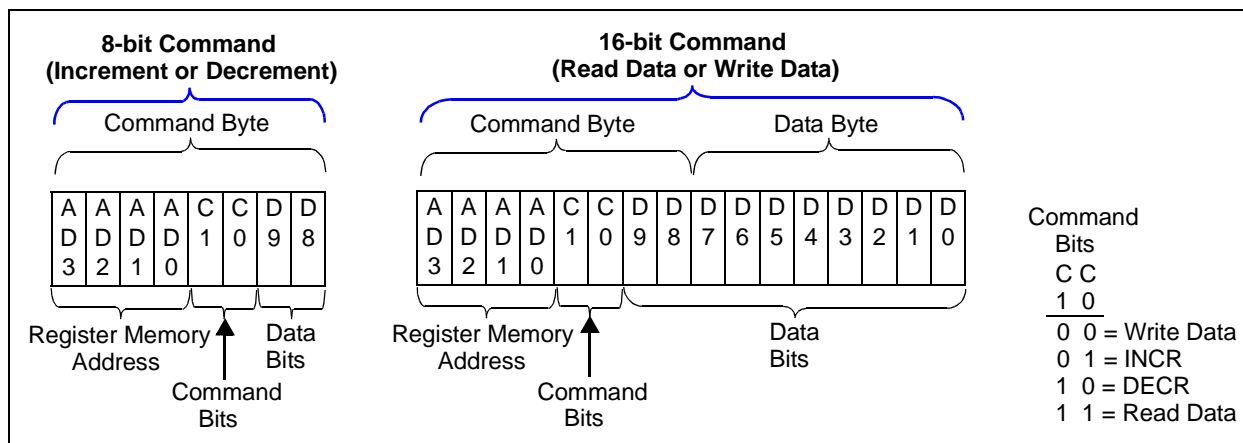 8-bit Command
(Increment or Decrement)
Command Byte
A A A A C C D D
D D D D 1 0 9 8
3 2 1 0
Register Memory
Address
Data
Bits
Command
Bits
16-bit Command
(Read Data or Write Data)
Command Byte
Data Byte
A A A A C C D D D D D D D D D D
D D D D 1 0 9 8 7 6 5 4 3 2 1 0
3 2 1 0
Register Memory
Address
Data
Bits
Command
Bits
Command
Bits
C C
1 0
0 0 = Write Data
0 1 = INCR
1 0 = DECR
1 1 = Read Data